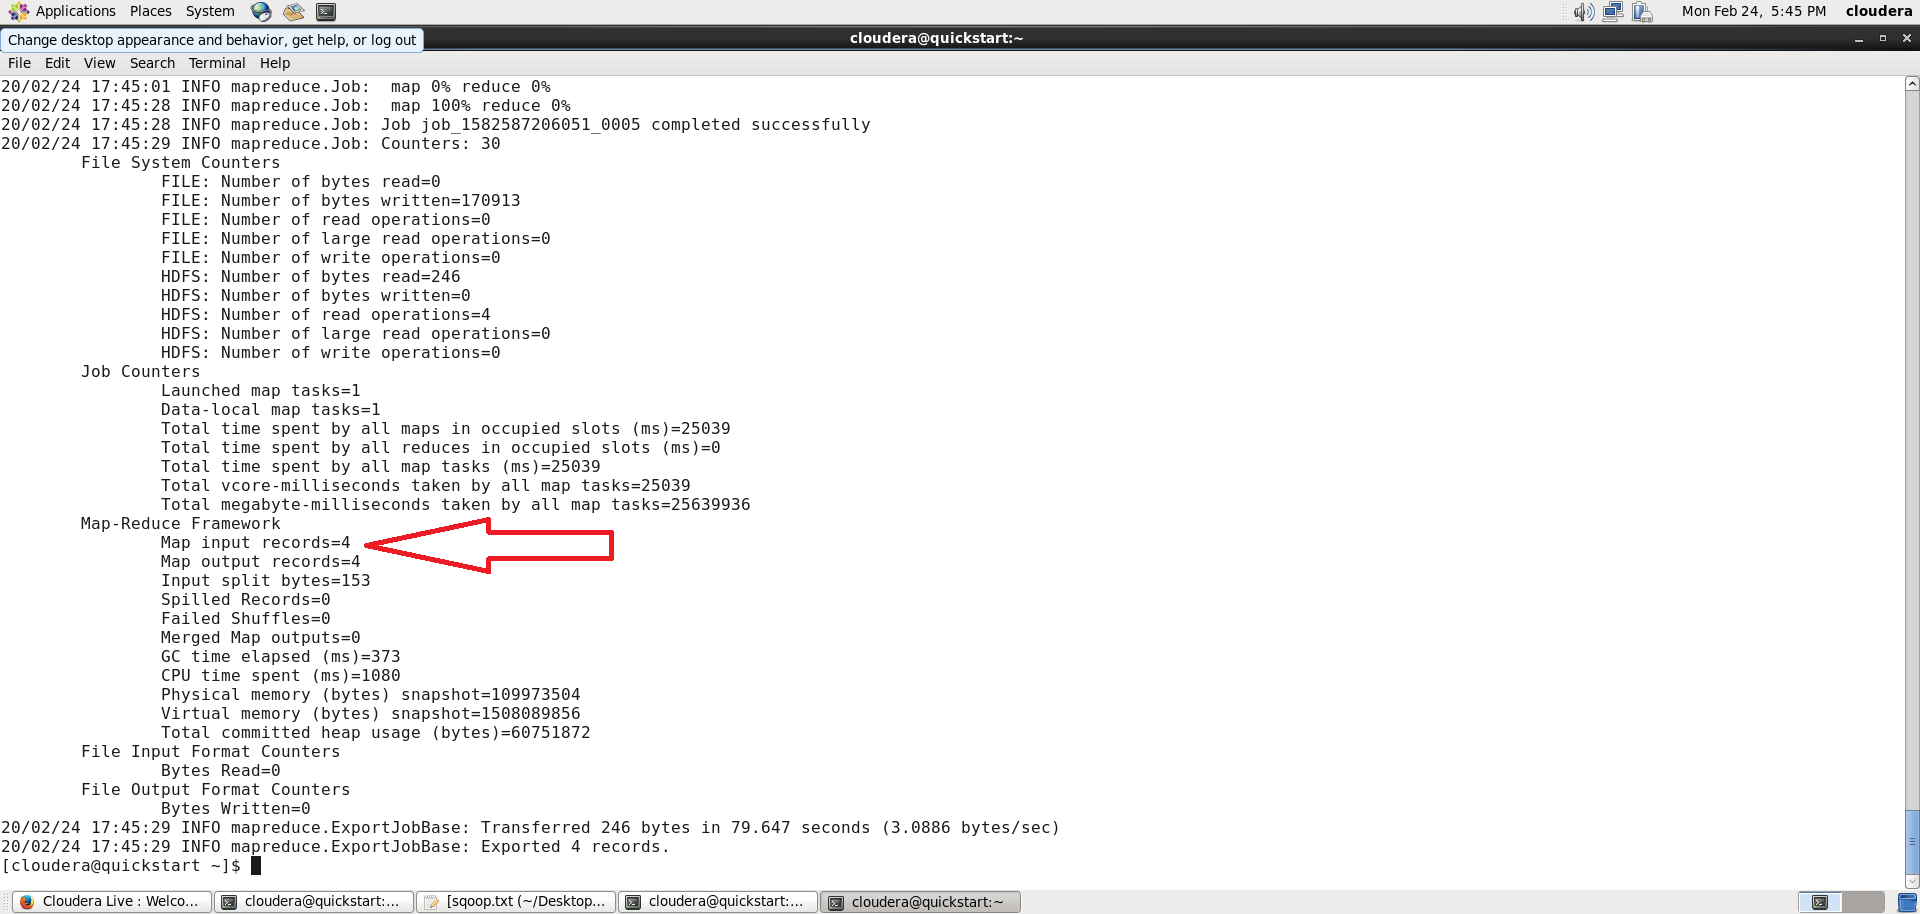 Applications Places System Mon Feb 24, 5:45 PM cloudera
Change desktop appearance and behavior, get help, or log out
cloudera@quickstart:~
File Edit View Search Terminal Help
20/02/24 17:45:01 INFO mapreduce.Job:  map 0% reduce 0%
20/02/24 17:45:28 INFO mapreduce.Job:  map 100% reduce 0%
20/02/24 17:45:28 INFO mapreduce.Job: Job job_1582587206051_0005 completed successfully
20/02/24 17:45:29 INFO mapreduce.Job: Counters: 30
File System Counters
FILE: Number of bytes read=0
FILE: Number of bytes written=170913
FILE: Number of read operations=0
FILE: Number of large read operations=0
FILE: Number of write operations=0
HDFS: Number of bytes read=246
HDFS: Number of bytes written=0
HDFS: Number of read operations=4
HDFS: Number of large read operations=0
HDFS: Number of write operations=0
Job Counters
Launched map tasks=1
Data-local map tasks=1
Total time spent by all maps in occupied slots (ms)=25039
Total time spent by all reduces in occupied slots (ms)=0
Total time spent by all map tasks (ms)=25039
Total vcore-milliseconds taken by all map tasks=25039
Total megabyte-milliseconds taken by all map tasks=25639936
Map-Reduce Framework
Map input records=4
Map output records=4
Input split bytes=153
Spilled Records=0
Failed Shuffles=0
Merged Map outputs=0
GC time elapsed (ms)=373
CPU time spent (ms)=1080
Physical memory (bytes) snapshot=109973504
Virtual memory (bytes) snapshot=1508089856
Total committed heap usage (bytes)=60751872
File Input Format Counters
Bytes Read=0
File Output Format Counters
Bytes Written=0
20/02/24 17:45:29 INFO mapreduce.ExportJobBase: Transferred 246 bytes in 79.647 seconds (3.0886 bytes/sec)
20/02/24 17:45:29 INFO mapreduce.ExportJobBase: Exported 4 records.
[cloudera@quickstart ~]$
Cloudera Live : Welco... cloudera@quickstart:... [sqoop.txt (~/Desktop... cloudera@quickstart:... cloudera@quickstart:~